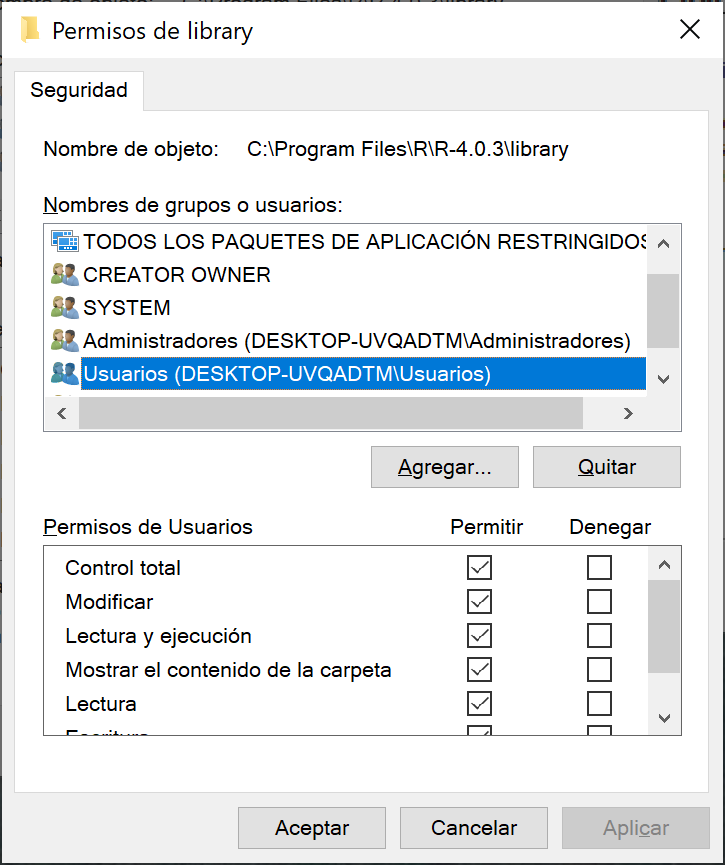 Permisos de library
Seguridad
Nombre de objeto: C:\Program Files\R\R-4.0.3\library
Nombres de grupos o usuarios:
TODOS LOS PAQUETES DE APLICACIÓN RESTRINGIDOS
CREATOR OWNER
SYSTEM
Administradores (DESKTOP-UVQADTM\Administradores)
Usuarios (DESKTOP-UVQADTM\Usuarios)
Agregar... Quitar
Permisos de Usuarios Permitir Denegar
Control total
Modificar
Lectura y ejecución
Mostrar el contenido de la carpeta
Lectura
Escritura
Aceptar Cancelar Aplicar